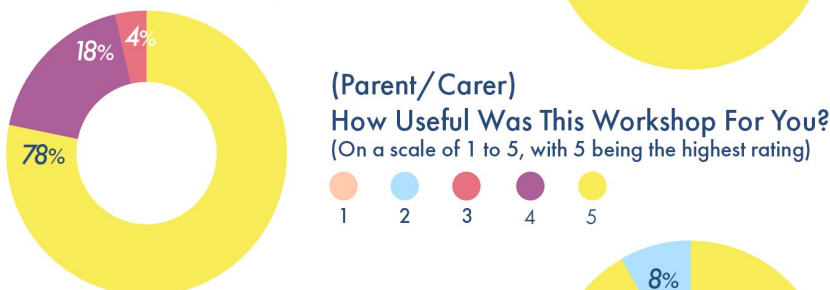 18% 4%
78%
(Parent/Carer)
How Useful Was This Workshop For You?
(On a scale of 1 to 5, with 5 being the highest rating)
1 2 3 4 5
8%